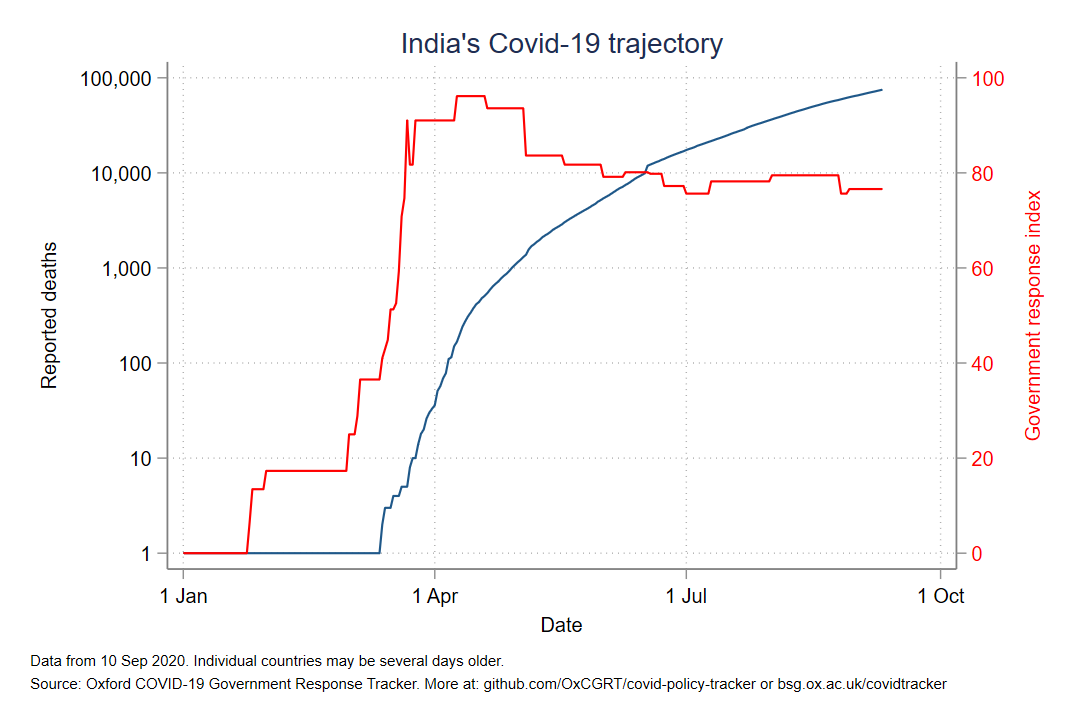 India's Covid-19 trajectory
100,000
10,000
1,000
100
10
1
Reported deaths
100
80
60
40
20
0
Government response index
1 Jan
1 Apr
1 Jul
1 Oct
Date
Data from 10 Sep 2020. Individual countries may be several days older.
Source: Oxford COVID-19 Government Response Tracker. More at: github.com/OxCGRT/covid-policy-tracker or bsg.ox.ac.uk/covidtracker